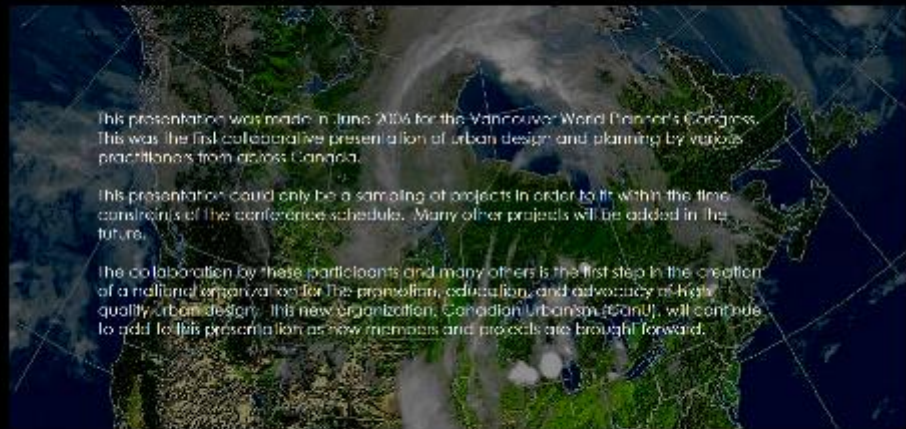 This presentation was made in June 2006 for the Vancouver World Planner's Congress.
This was the first collaborative presentation of urban design and planning by various
practitioners from across Canada.
This presentation could only be a sampling of projects in order to fit within the time
constraints of the conference schedule. Many other projects will be added in the
future.
The collaboration by these participants and many others is the first step in the creation
of a national organization for the promotion, education, and advocacy of high
quality urban design. This new organization, Canadian Urbanism (CanU), will continue
to add to this presentation as new members and projects are brought forward.